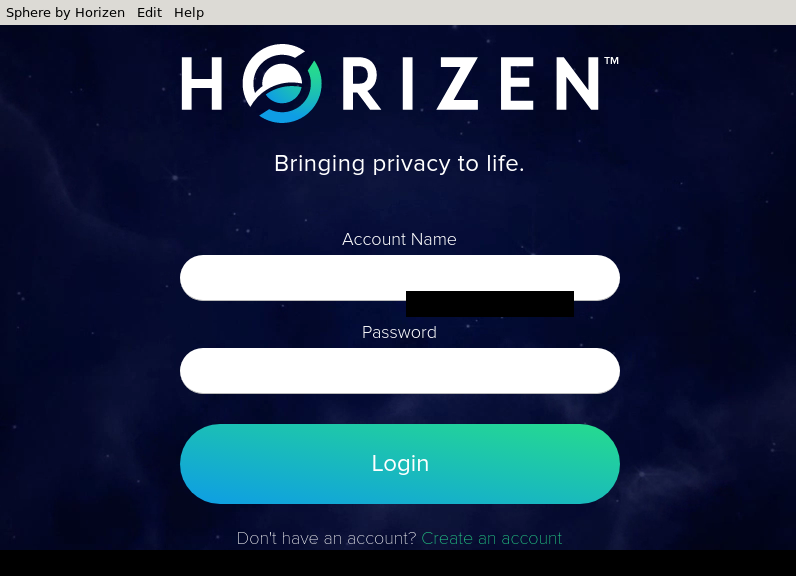 Sphere by Horizen Edit Help
HORIZEN™
Bringing privacy to life.
Account Name
Password
Login
Don't have an account? Create an account